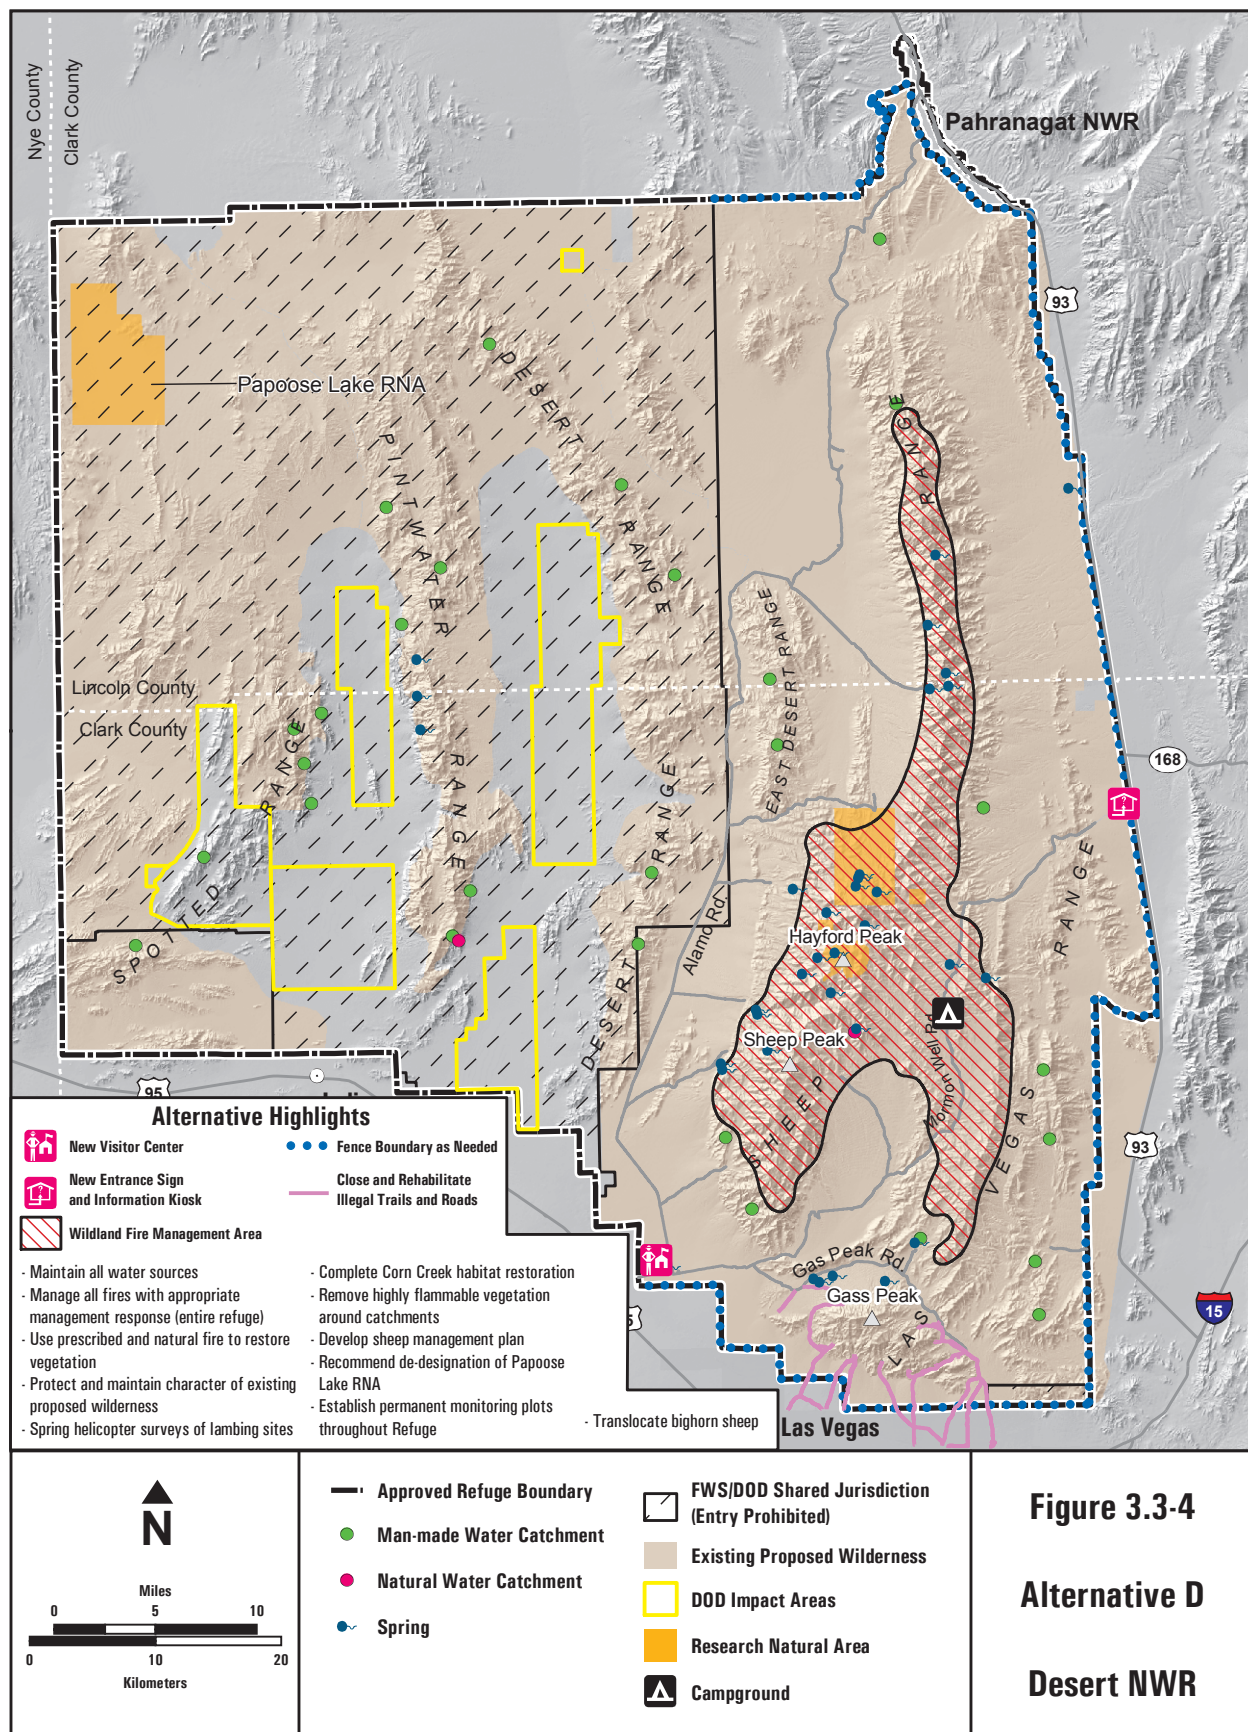 Nye County
Clark County
Pahranagat NWR
93
Papoose Lake RNA
DESERT
RANGE
PINTWATER
RANGE
RANGE
Lincoln County
Clark County
EAST DESERT RANGE
168
RANGE
RANGE
SPOTTED
DESERT
RANGE
Alamo Rd.
Hayford Peak
Sheep Peak
SHEEP
Mormon Well Rd.
VEGAS
95
93
15
Gas Peak Rd.
Gass Peak
LAS
5
Las Vegas
Alternative Highlights
New Visitor Center
Fence Boundary as Needed
New Entrance Sign
and Information Kiosk
Close and Rehabilitate
Illegal Trails and Roads
Wildland Fire Management Area
- Maintain all water sources
- Manage all fires with appropriate
management response (entire refuge)
- Use prescribed and natural fire to restore
vegetation
- Protect and maintain character of existing
proposed wilderness
- Spring helicopter surveys of lambing sites
- Complete Corn Creek habitat restoration
- Remove highly flammable vegetation
around catchments
- Develop sheep management plan
- Recommend de-designation of Papoose
Lake RNA
- Establish permanent monitoring plots
throughout Refuge
- Translocate bighorn sheep
N
Miles
0 5 10
0 10 20
Kilometers
Approved Refuge Boundary
Man-made Water Catchment
Natural Water Catchment
Spring
FWS/DOD Shared Jurisdiction
(Entry Prohibited)
Existing Proposed Wilderness
DOD Impact Areas
Research Natural Area
Campground
Figure 3.3-4
Alternative D
Desert NWR